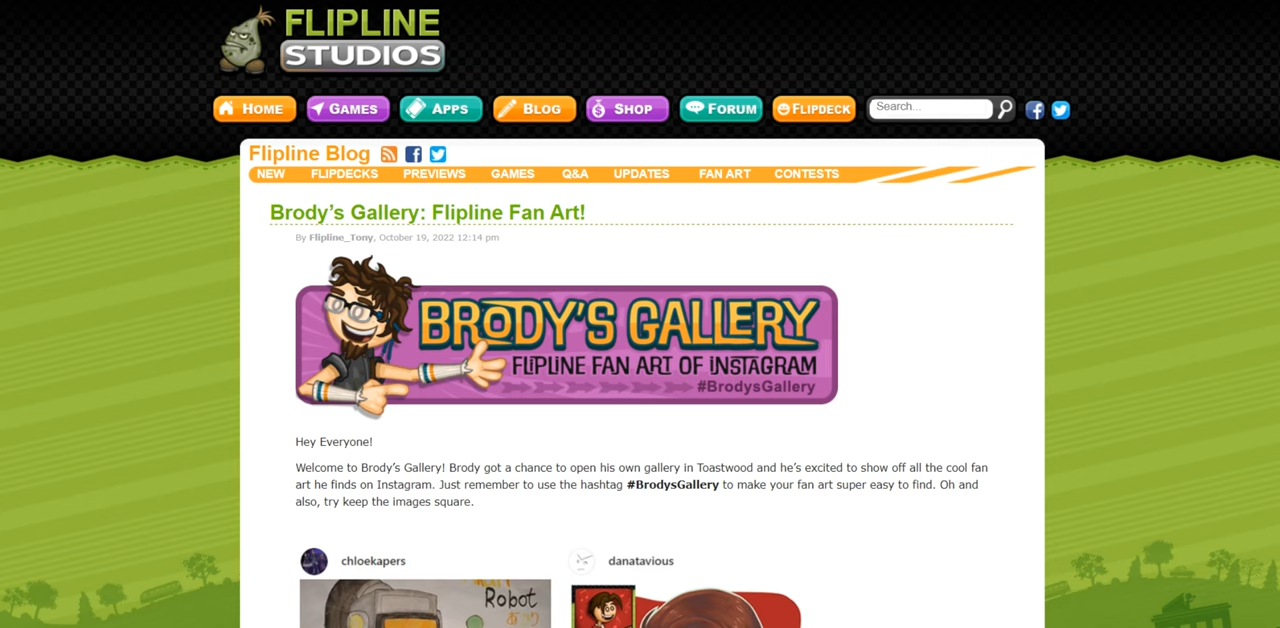 FLIPLINE
STUDIOS
HOME GAMES APPS BLOG SHOP FORUM FLIPDECK Search...
Flipline Blog
NEW FLIPDECKS PREVIEWS GAMES Q&A UPDATES FAN ART CONTESTS
Brody's Gallery: Flipline Fan Art!
By Flipline_Tony, October 19, 2022 12:14 pm
BRODY'S GALLERY
FLIPLINE FAN ART OF INSTAGRAM
#BrodysGallery
Hey Everyone!
Welcome to Brody's Gallery! Brody got a chance to open his own gallery in Toastwood and he's excited to show off all the cool fan
art he finds on Instagram. Just remember to use the hashtag #BrodysGallery to make your fan art super easy to find. Oh and
also, try keep the images square.
chloekapers danatavious
Robot